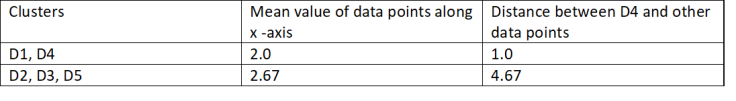 Clusters Mean value of data points along x -axis Distance between D4 and other data points
D1, D4 2.0 1.0
D2, D3, D5 2.67 4.67